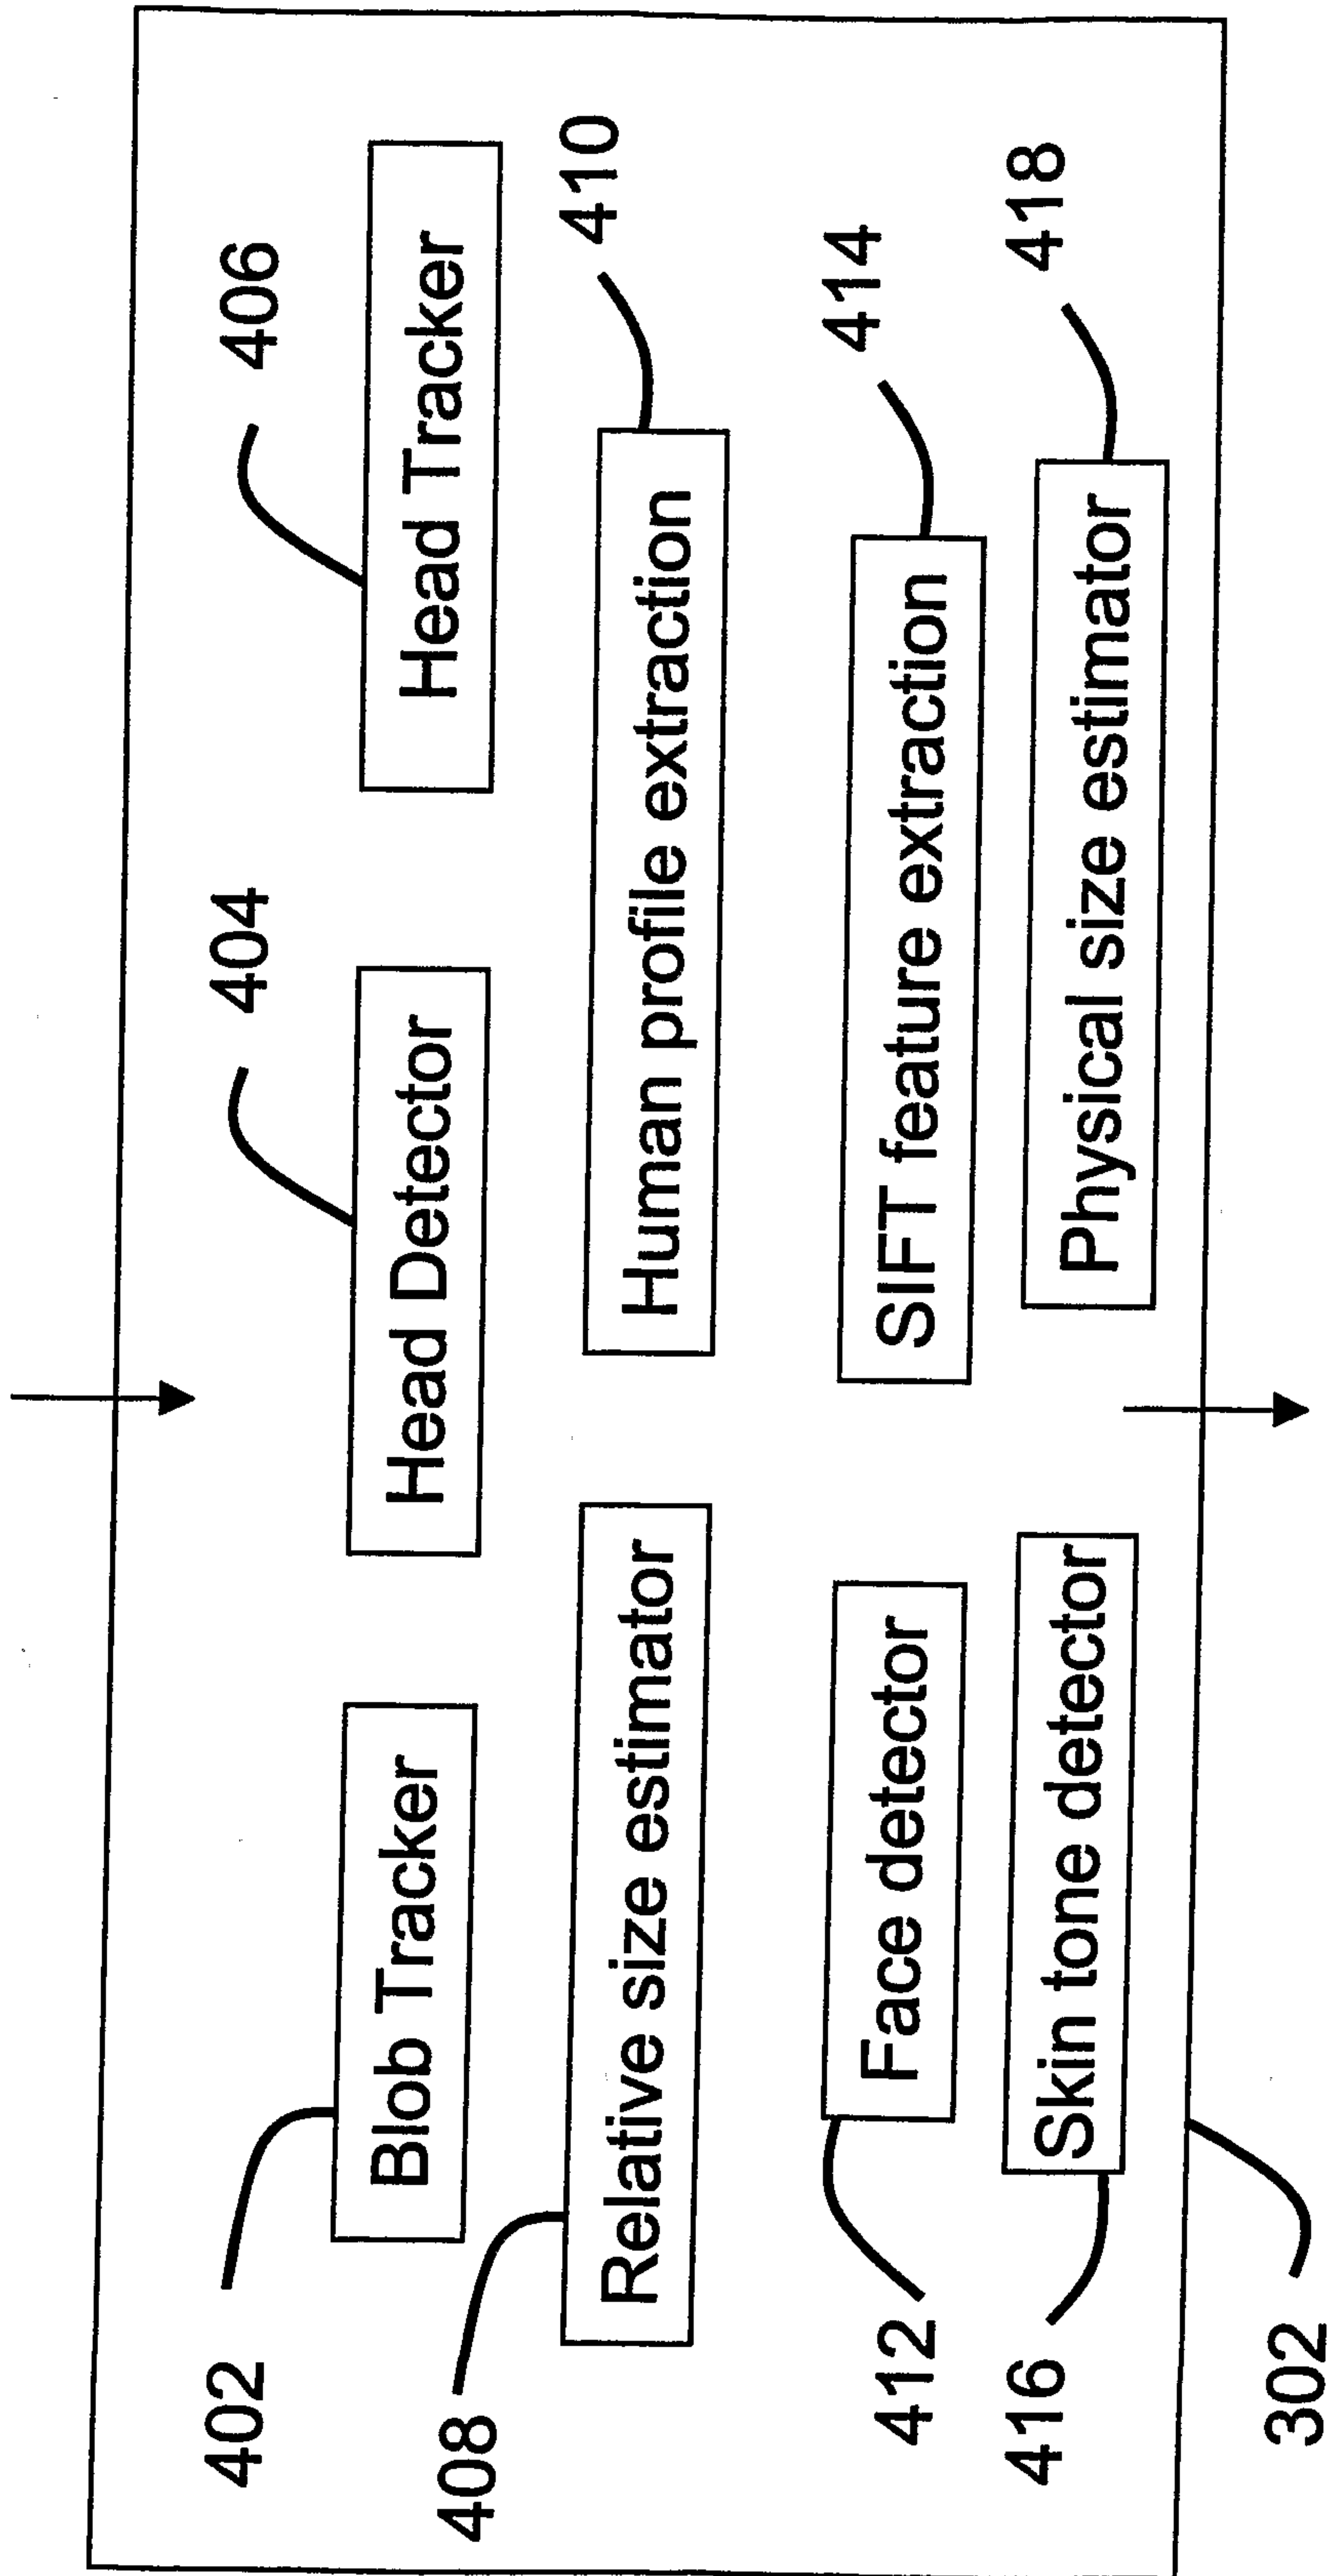 402
Blob Tracker
404
Head Detector
406
Head Tracker
408
Relative size estimator
410
Human profile extraction
412
Face detector
414
SIFT feature extraction
416
Skin tone detector
418
Physical size estimator
302